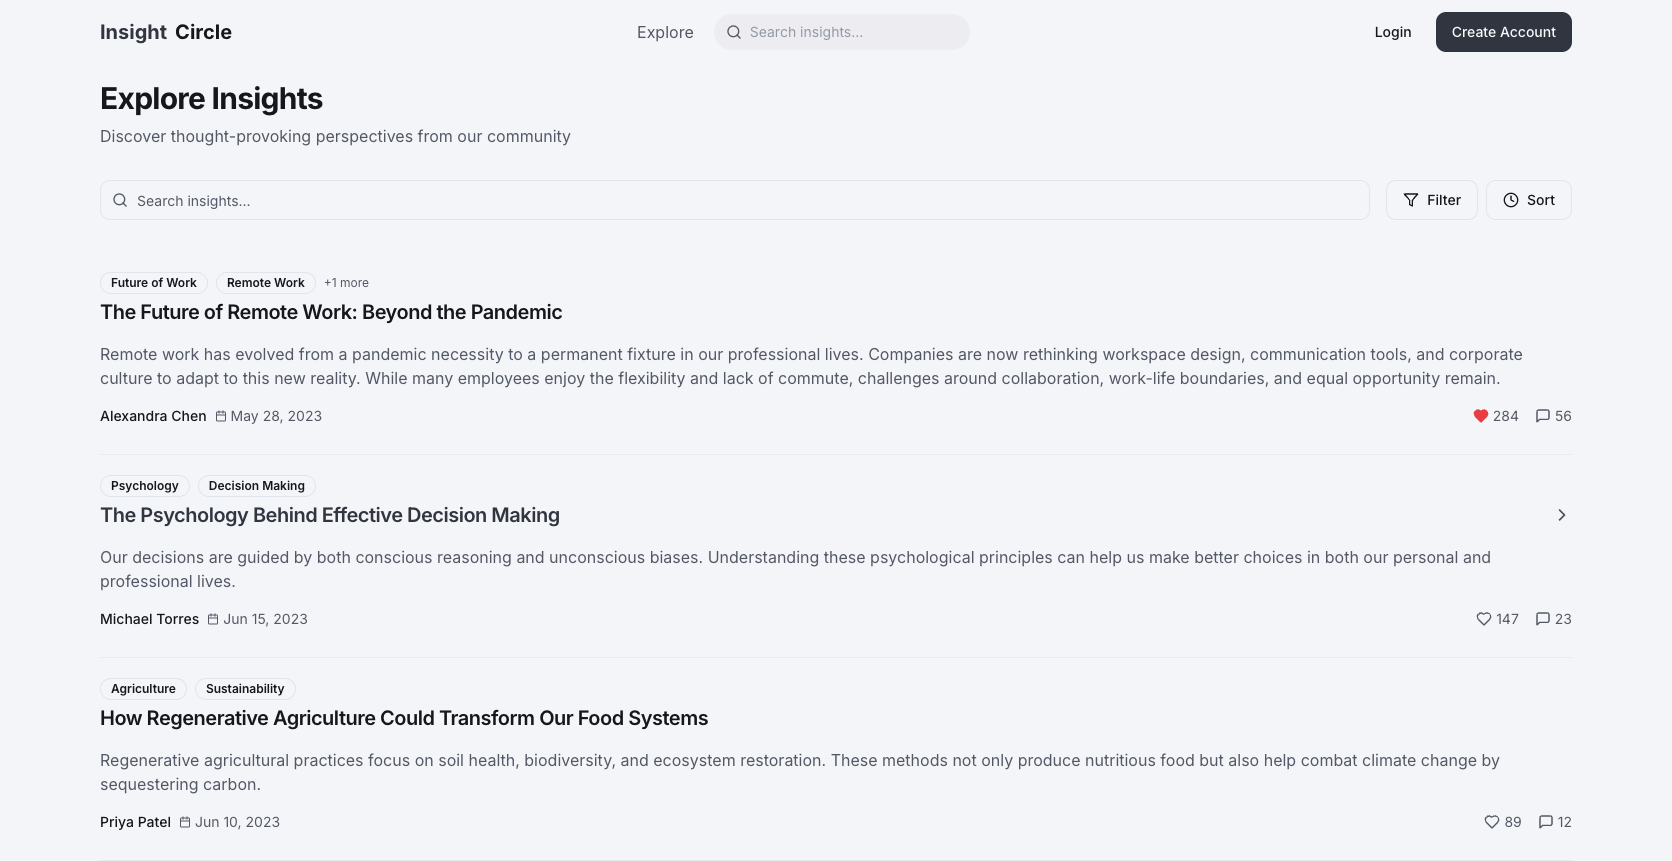 Insight Circle
Explore
Search insights...
Login
Create Account
Explore Insights
Discover thought-provoking perspectives from our community
Search insights...
Filter
Sort
Future of Work
Remote Work
+1 more
The Future of Remote Work: Beyond the Pandemic
Remote work has evolved from a pandemic necessity to a permanent fixture in our professional lives. Companies are now rethinking workspace design, communication tools, and corporate
culture to adapt to this new reality. While many employees enjoy the flexibility and lack of commute, challenges around collaboration, work-life boundaries, and equal opportunity remain.
Alexandra Chen
May 28, 2023
284
56
Psychology
Decision Making
The Psychology Behind Effective Decision Making
Our decisions are guided by both conscious reasoning and unconscious biases. Understanding these psychological principles can help us make better choices in both our personal and
professional lives.
Michael Torres
Jun 15, 2023
147
23
Agriculture
Sustainability
How Regenerative Agriculture Could Transform Our Food Systems
Regenerative agricultural practices focus on soil health, biodiversity, and ecosystem restoration. These methods not only produce nutritious food but also help combat climate change by
sequestering carbon.
Priya Patel
Jun 10, 2023
89
12